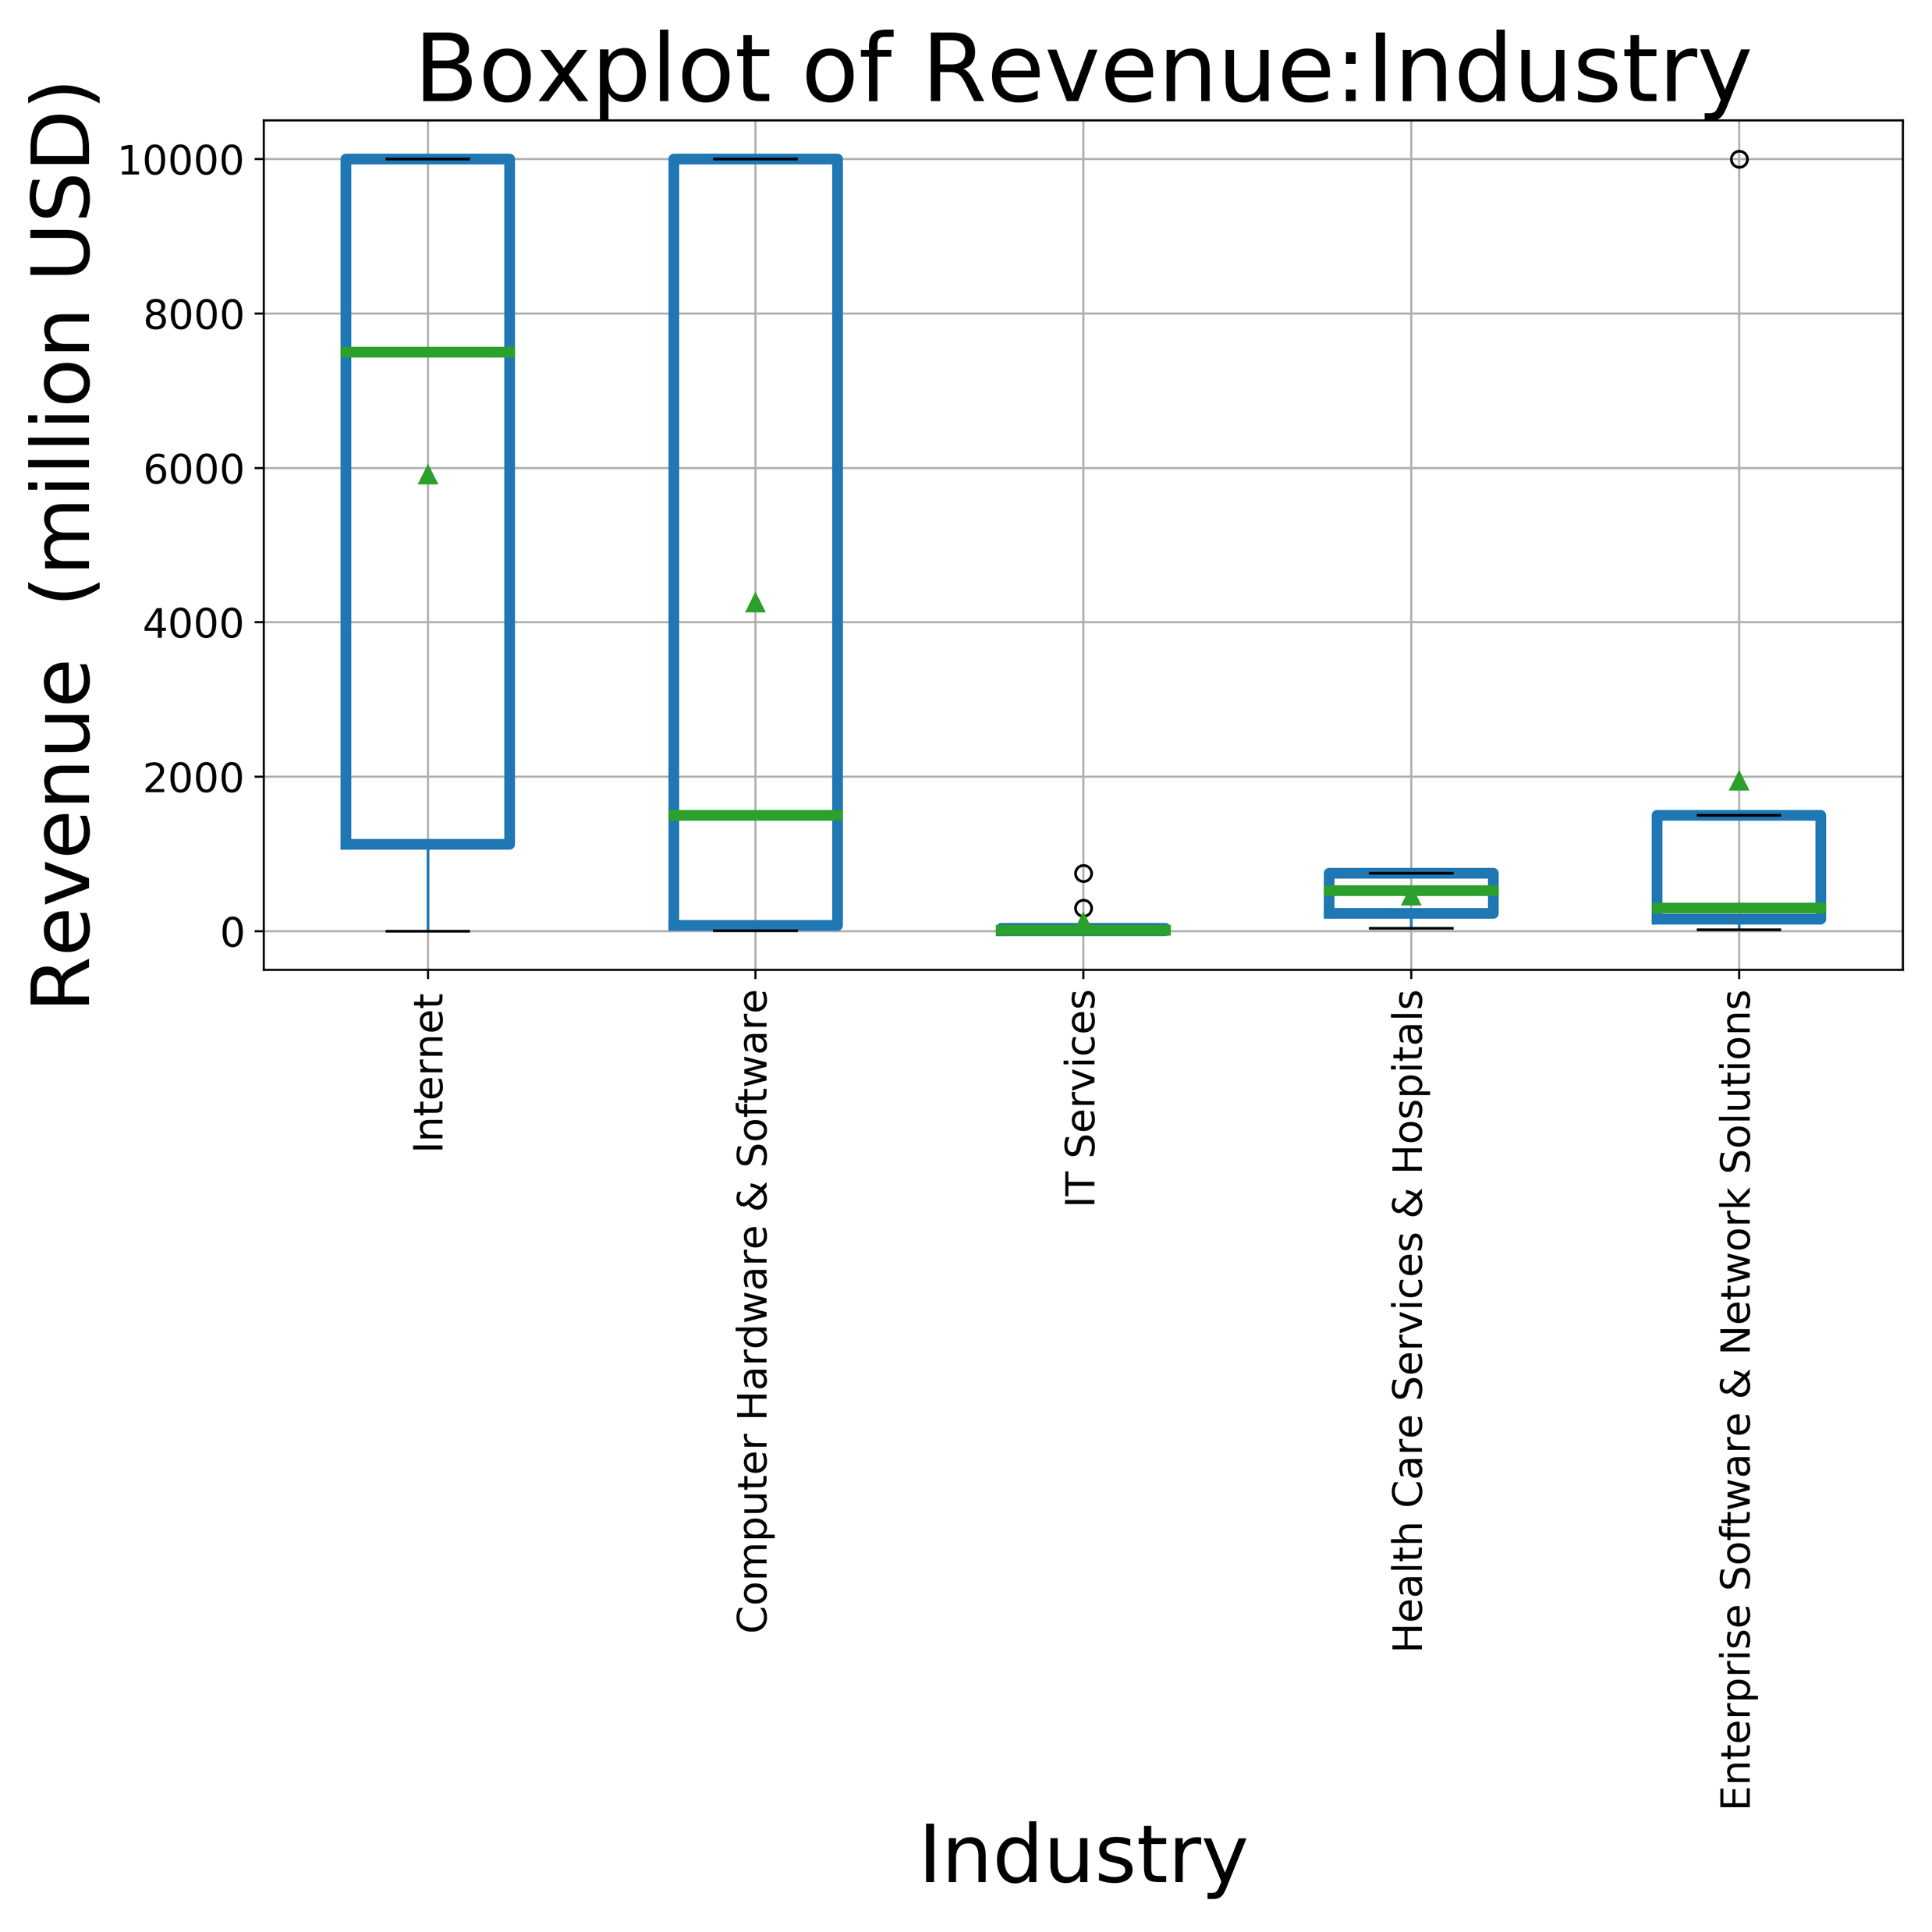 Boxplot of Revenue:Industry
Revenue  (million USD)
10000
8000
6000
4000
2000
0
Internet
Computer Hardware & Software
IT Services
Health Care Services & Hospitals
Enterprise Software & Network Solutions
Industry